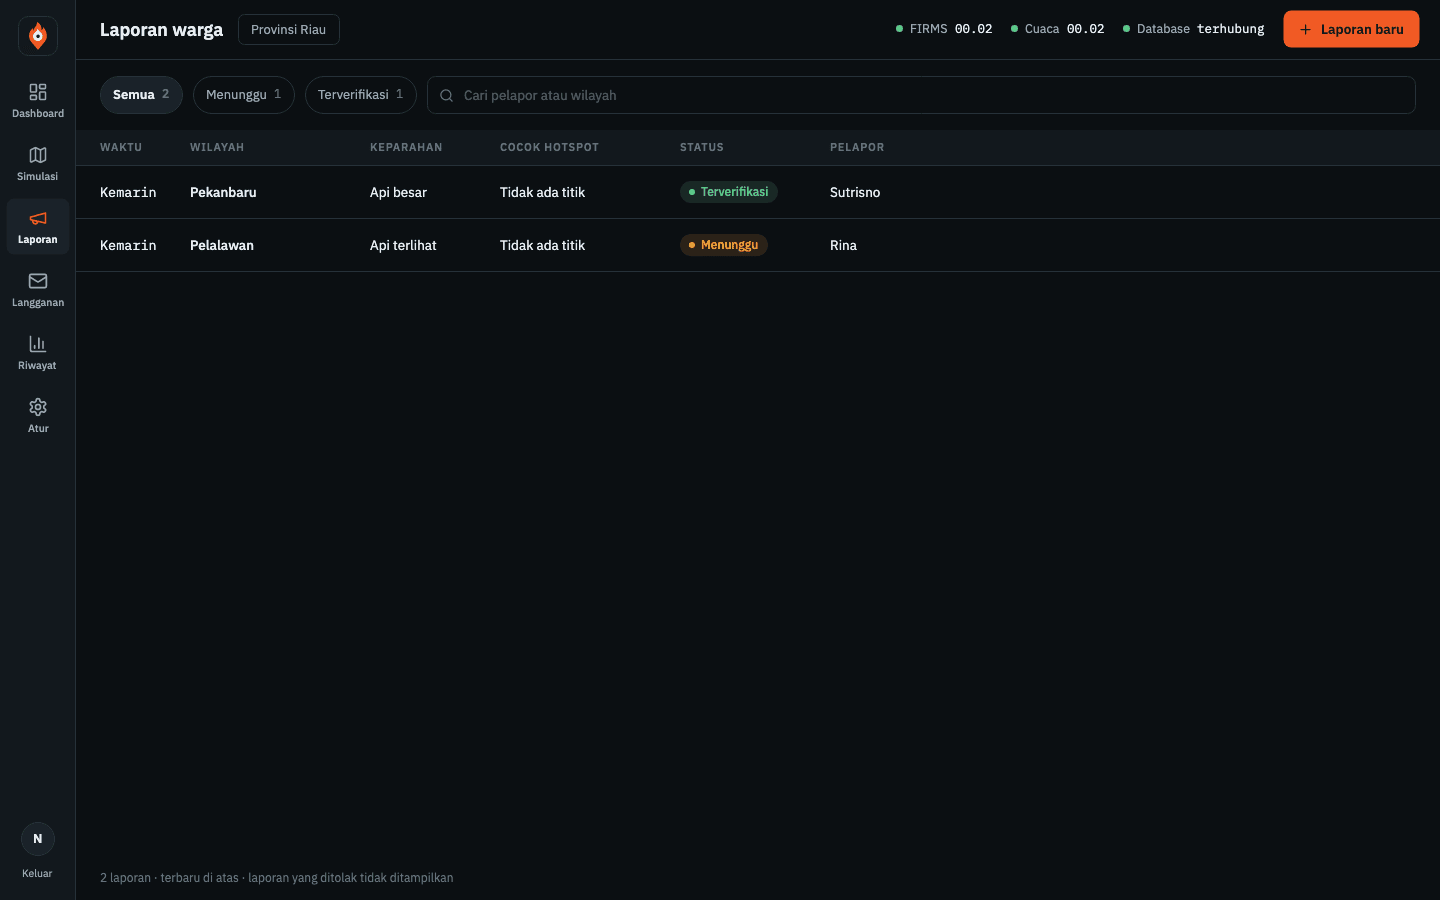 Laporan warga Provinsi Riau FIRMS 00.02 Cuaca 00.02 Database terhubung + Laporan baru
Semua 2 Menunggu 1 Terverifikasi 1 Cari pelapor atau wilayah
WAKTU WILAYAH KEPARAHAN COCOK HOTSPOT STATUS PELAPOR
Kemarin Pekanbaru Api besar Tidak ada titik Terverifikasi Sutrisno
Kemarin Pelalawan Api terlihat Tidak ada titik Menunggu Rina
2 laporan · terbaru di atas · laporan yang ditolak tidak ditampilkan
Dashboard
Simulasi
Laporan
Langganan
Riwayat
Atur
N
Keluar